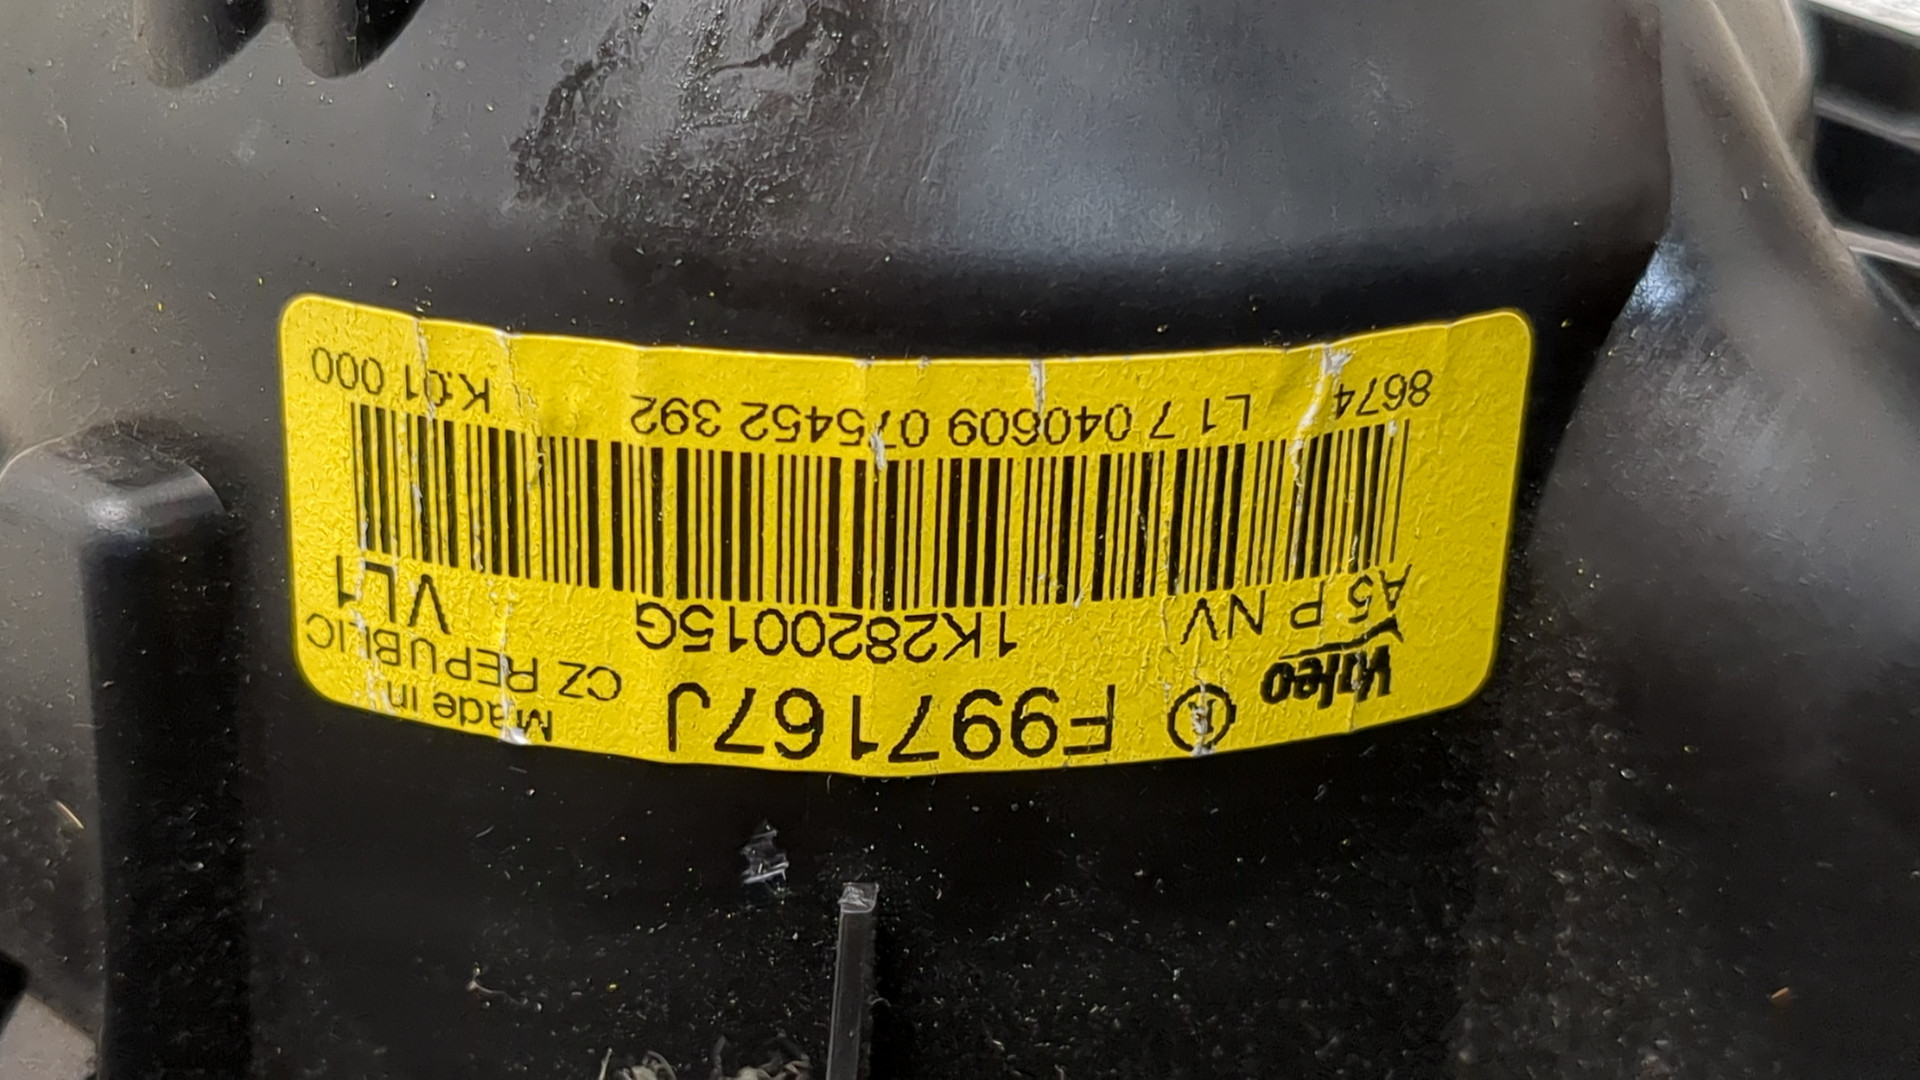 Valeo K F997167J Made in
A5 P NV 1K2820015G CZ REPUBLIC
VL1
8674 L1 7 040609 075452 392 K.01 000